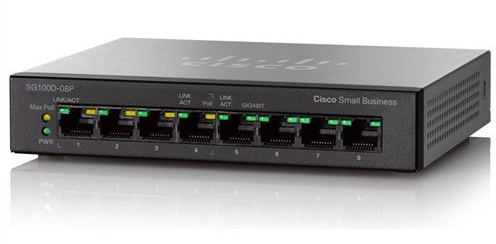 CISCO
SG100D-08P
Cisco Small Business
LINK/ACT
LINK
ACT
PoE
LINK
ACT
GIGABIT
Max PoE
PWR
1 2 3 4 5 6 7 8